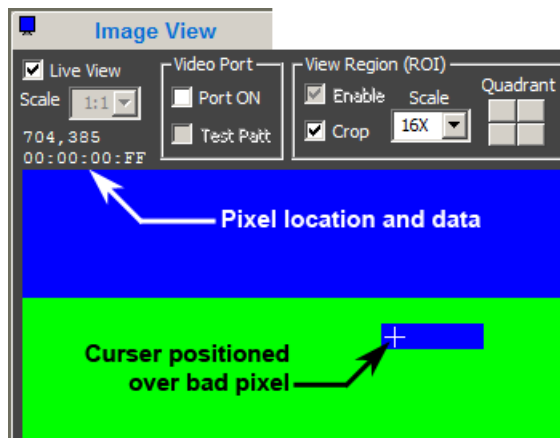 Image View
Live View
Scale 1:1
704,385
00:00:00:FF
Video Port
Port ON
Test Patt
View Region (ROI)
Enable
Scale
Crop
16X
Quadrant
Pixel location and data
Curser positioned
over bad pixel